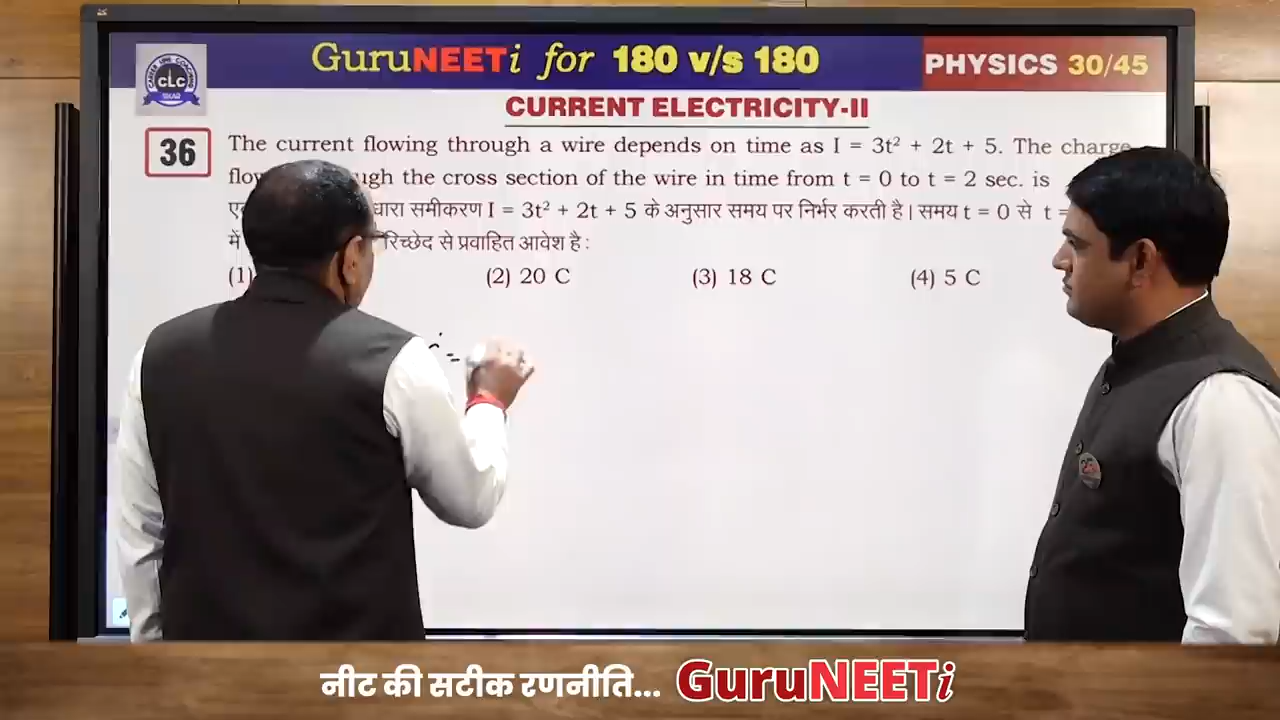 GuruNEETi for 180 v/s 180
PHYSICS 30/45
CLC
SIKAR
CURRENT ELECTRICITY-II
36
The current flowing through a wire depends on time as I = 3t² + 2t + 5. The charge
the cross section of the wire in time from t = 0 to t = 2 sec. is
धारा समीकरण I = 3t² + 2t + 5 के अनुसार समय पर निर्भर करती है। समय t = 0 से t =
में से प्रवाहित आवेश है :
(1) (2) 20 C (3) 18 C (4) 5 C
i =
नीट की सटीक रणनीति... GuruNEETi